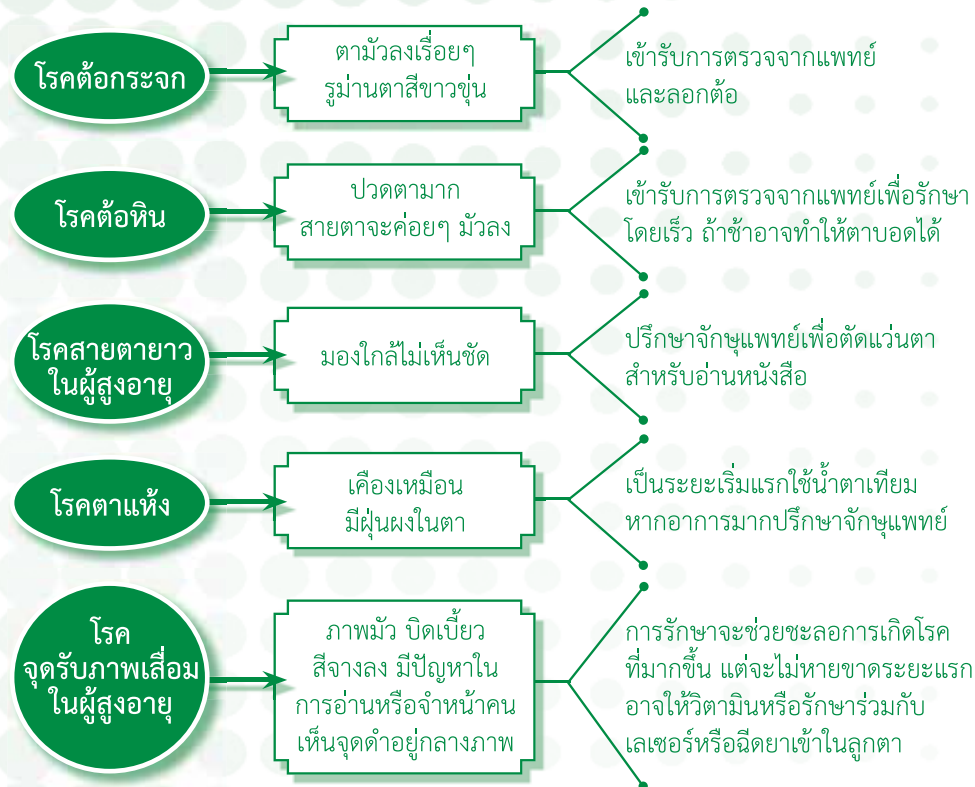 โรคต้อกระจก
ตามัวลงเรื่อยๆ
รูม่านตาสีขาวขุ่น
เข้ารับการตรวจจากแพทย์
และลอกต้อ
โรคต้อหิน
ปวดตามาก
สายตาจะค่อยๆ มัวลง
เข้ารับการตรวจจากแพทย์เพื่อรักษา
โดยเร็ว ถ้าช้าอาจทำให้ตาบอดได้
โรคสายตายาว
ในผู้สูงอายุ
มองใกล้ไม่เห็นชัด
ปรึกษาจักษุแพทย์เพื่อตัดแว่นตา
สำหรับอ่านหนังสือ
โรคตาแห้ง
เคืองเหมือน
มีฝุ่นผงในตา
เป็นระยะเริ่มแรกใช้น้ำตาเทียม
หากอาการมากปรึกษาจักษุแพทย์
โรค
จุดรับภาพเสื่อม
ในผู้สูงอายุ
ภาพมัว บิดเบี้ยว
สีจางลง มีปัญหาใน
การอ่านหรือจำหน้าคน
เห็นจุดดำอยู่กลางภาพ
การรักษาจะช่วยชะลอการเกิดโรค
ที่มากขึ้น แต่จะไม่หายขาดระยะแรก
อาจให้วิตามินหรือรักษาร่วมกับ
เลเซอร์หรือฉีดยาเข้าในลูกตา